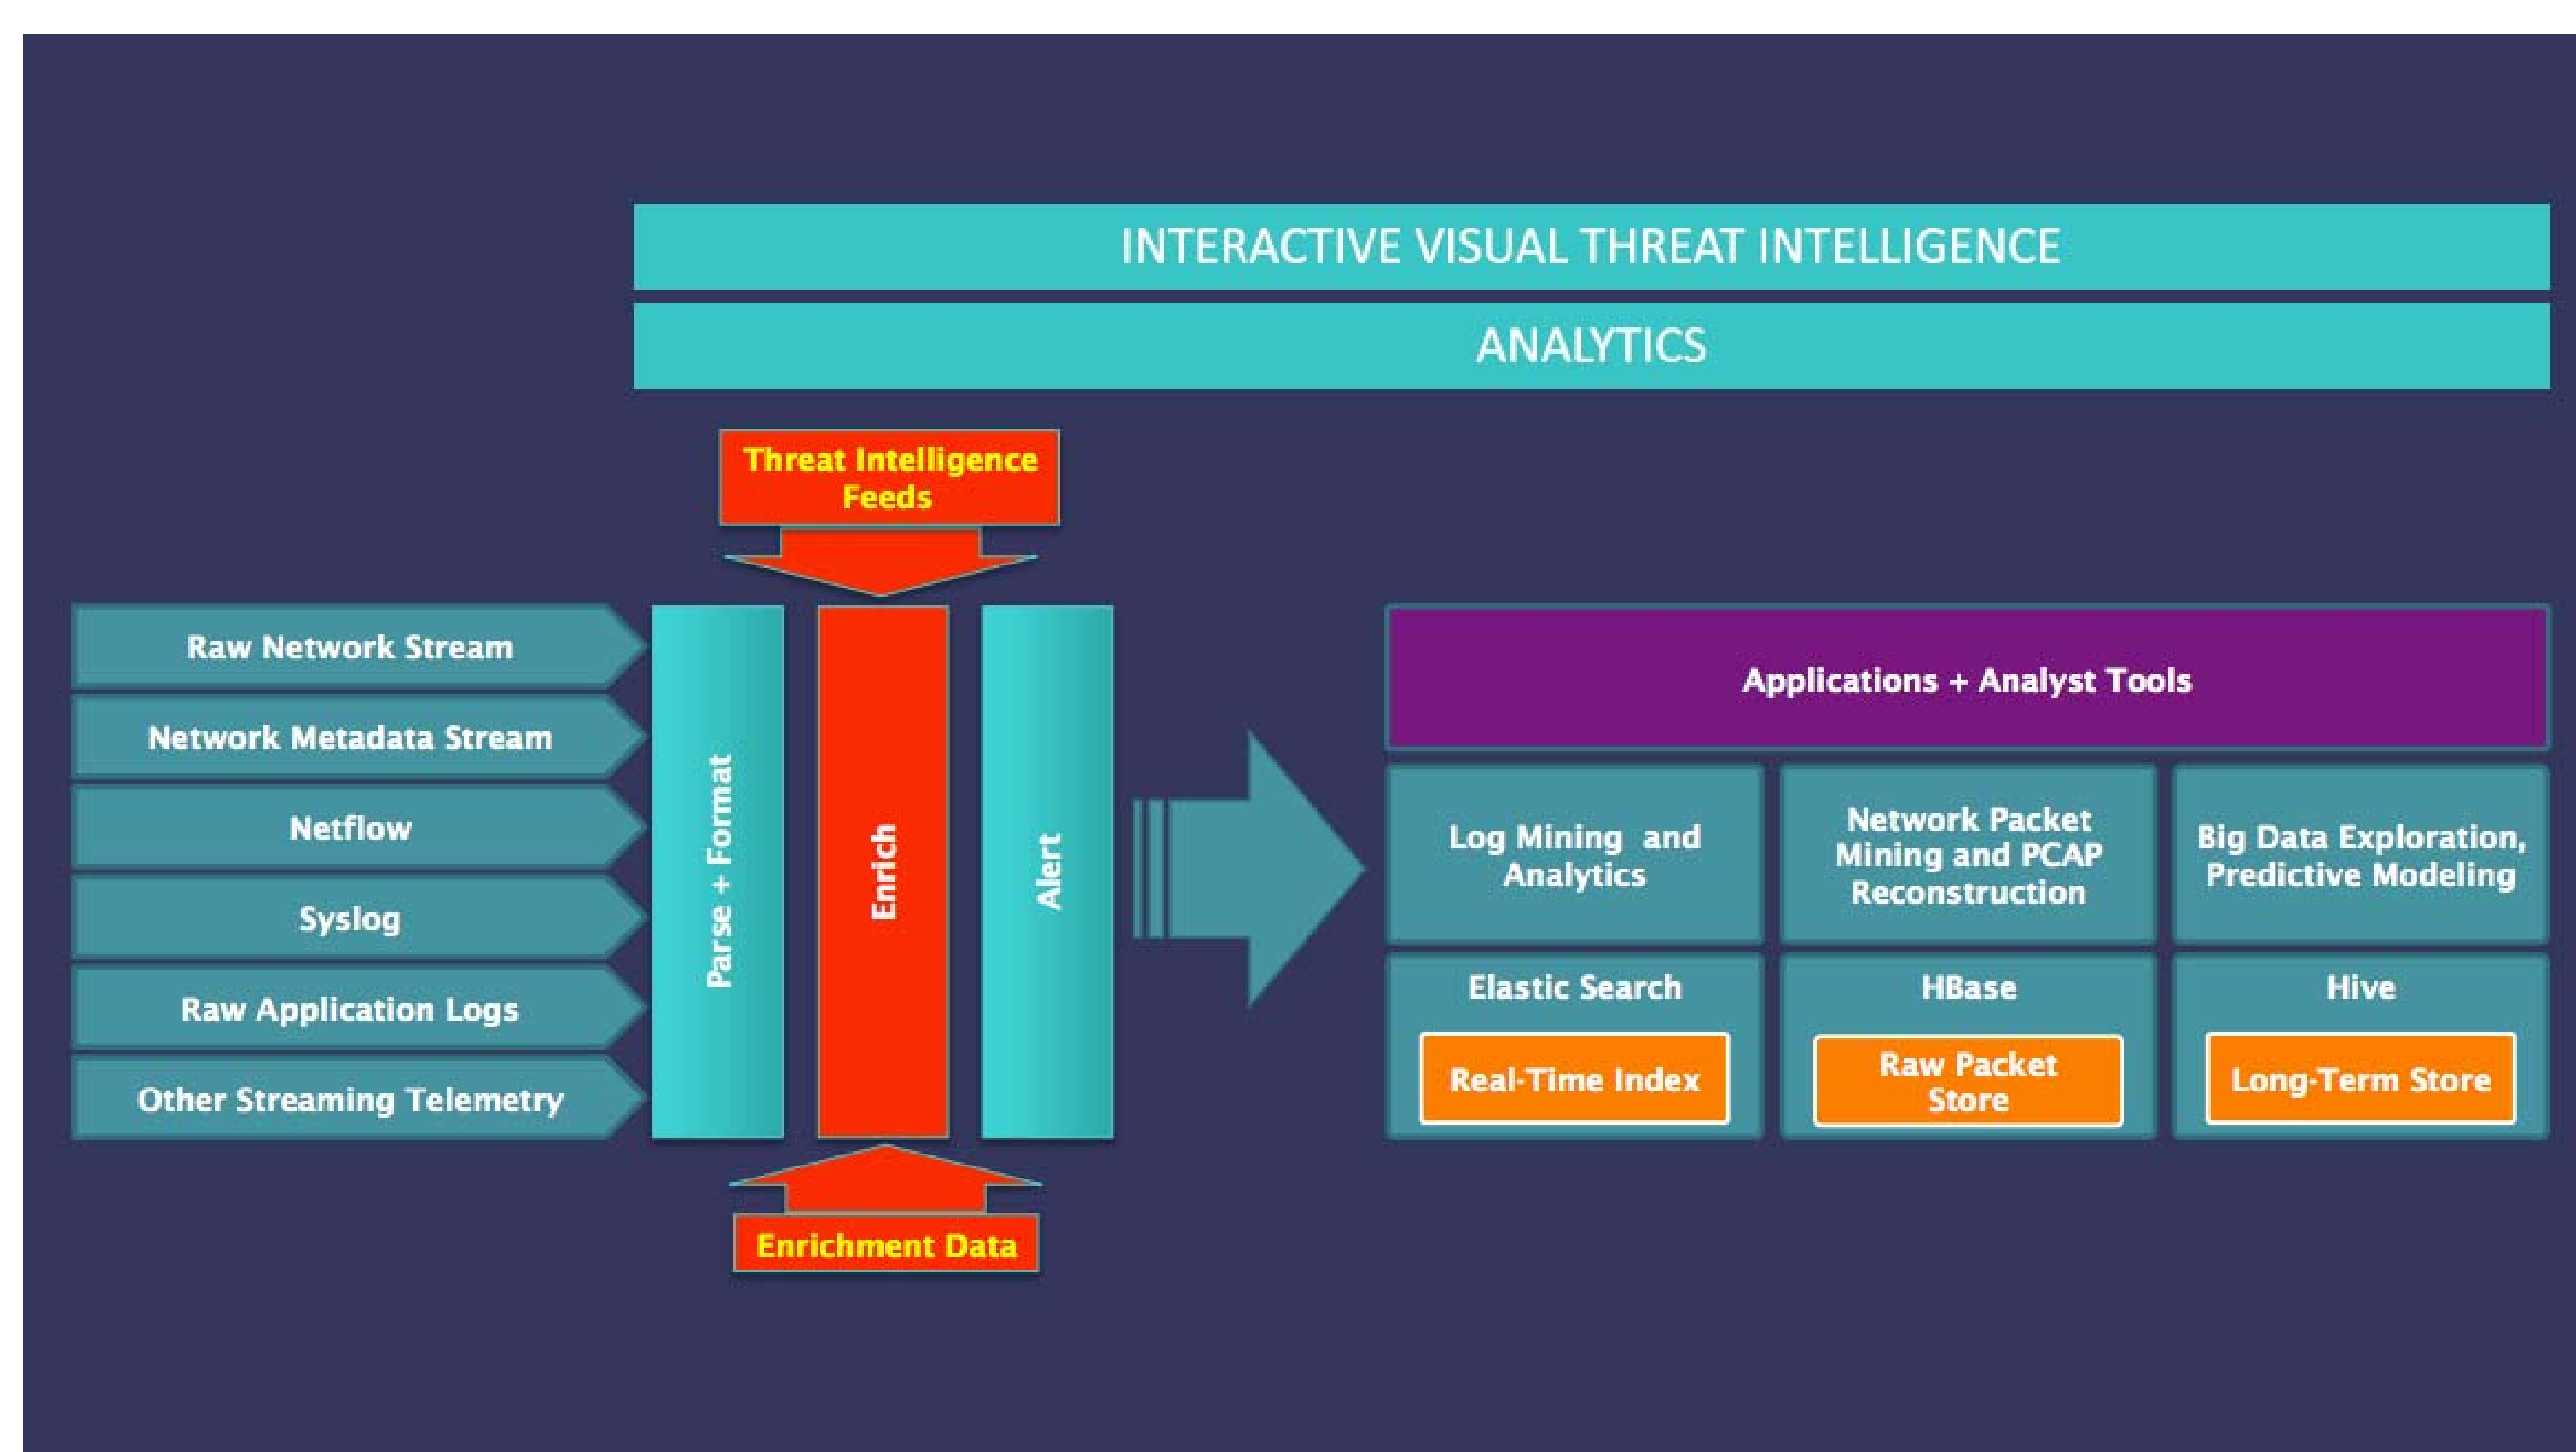 INTERACTIVE VISUAL THREAT INTELLIGENCE
ANALYTICS
Threat Intelligence
Feeds
Raw Network Stream
Network Metadata Stream
Netflow
Syslog
Raw Application Logs
Other Streaming Telemetry
Parse + Format
Enrich
Alert
Enrichment Data
Applications + Analyst Tools
Log Mining and
Analytics
Network Packet
Mining and PCAP
Reconstruction
Big Data Exploration,
Predictive Modeling
Elastic Search
Real-Time Index
HBase
Raw Packet
Store
Hive
Long-Term Store